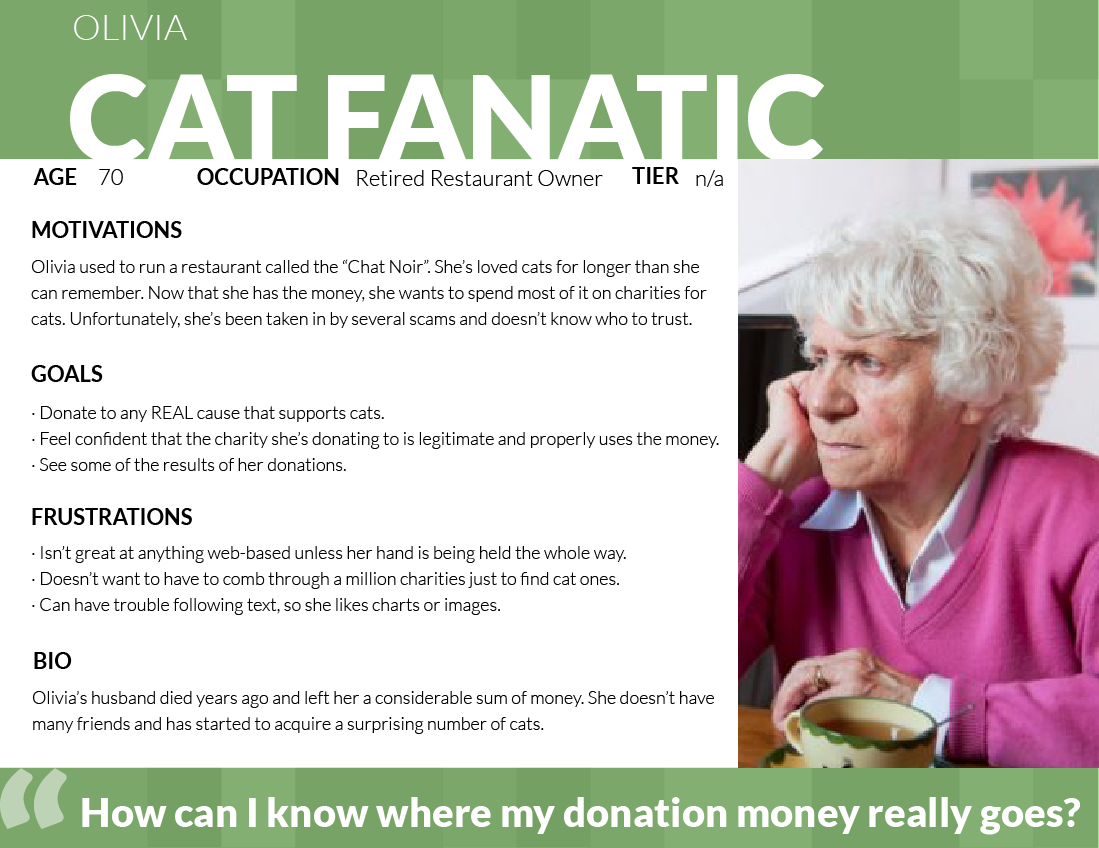 OLIVIA
CAT FANATIC
AGE 70 OCCUPATION Retired Restaurant Owner TIER n/a
MOTIVATIONS
Olivia used to run a restaurant called the “Chat Noir”. She’s loved cats for longer than she
can remember. Now that she has the money, she wants to spend most of it on charities for
cats. Unfortunately, she’s been taken in by several scams and doesn’t know who to trust.
GOALS
· Donate to any REAL cause that supports cats.
· Feel confident that the charity she’s donating to is legitimate and properly uses the money.
· See some of the results of her donations.
FRUSTRATIONS
· Isn’t great at anything web-based unless her hand is being held the whole way.
· Doesn’t want to have to comb through a million charities just to find cat ones.
· Can have trouble following text, so she likes charts or images.
BIO
Olivia’s husband died years ago and left her a considerable sum of money. She doesn’t have
many friends and has started to acquire a surprising number of cats.
“How can I know where my donation money really goes?